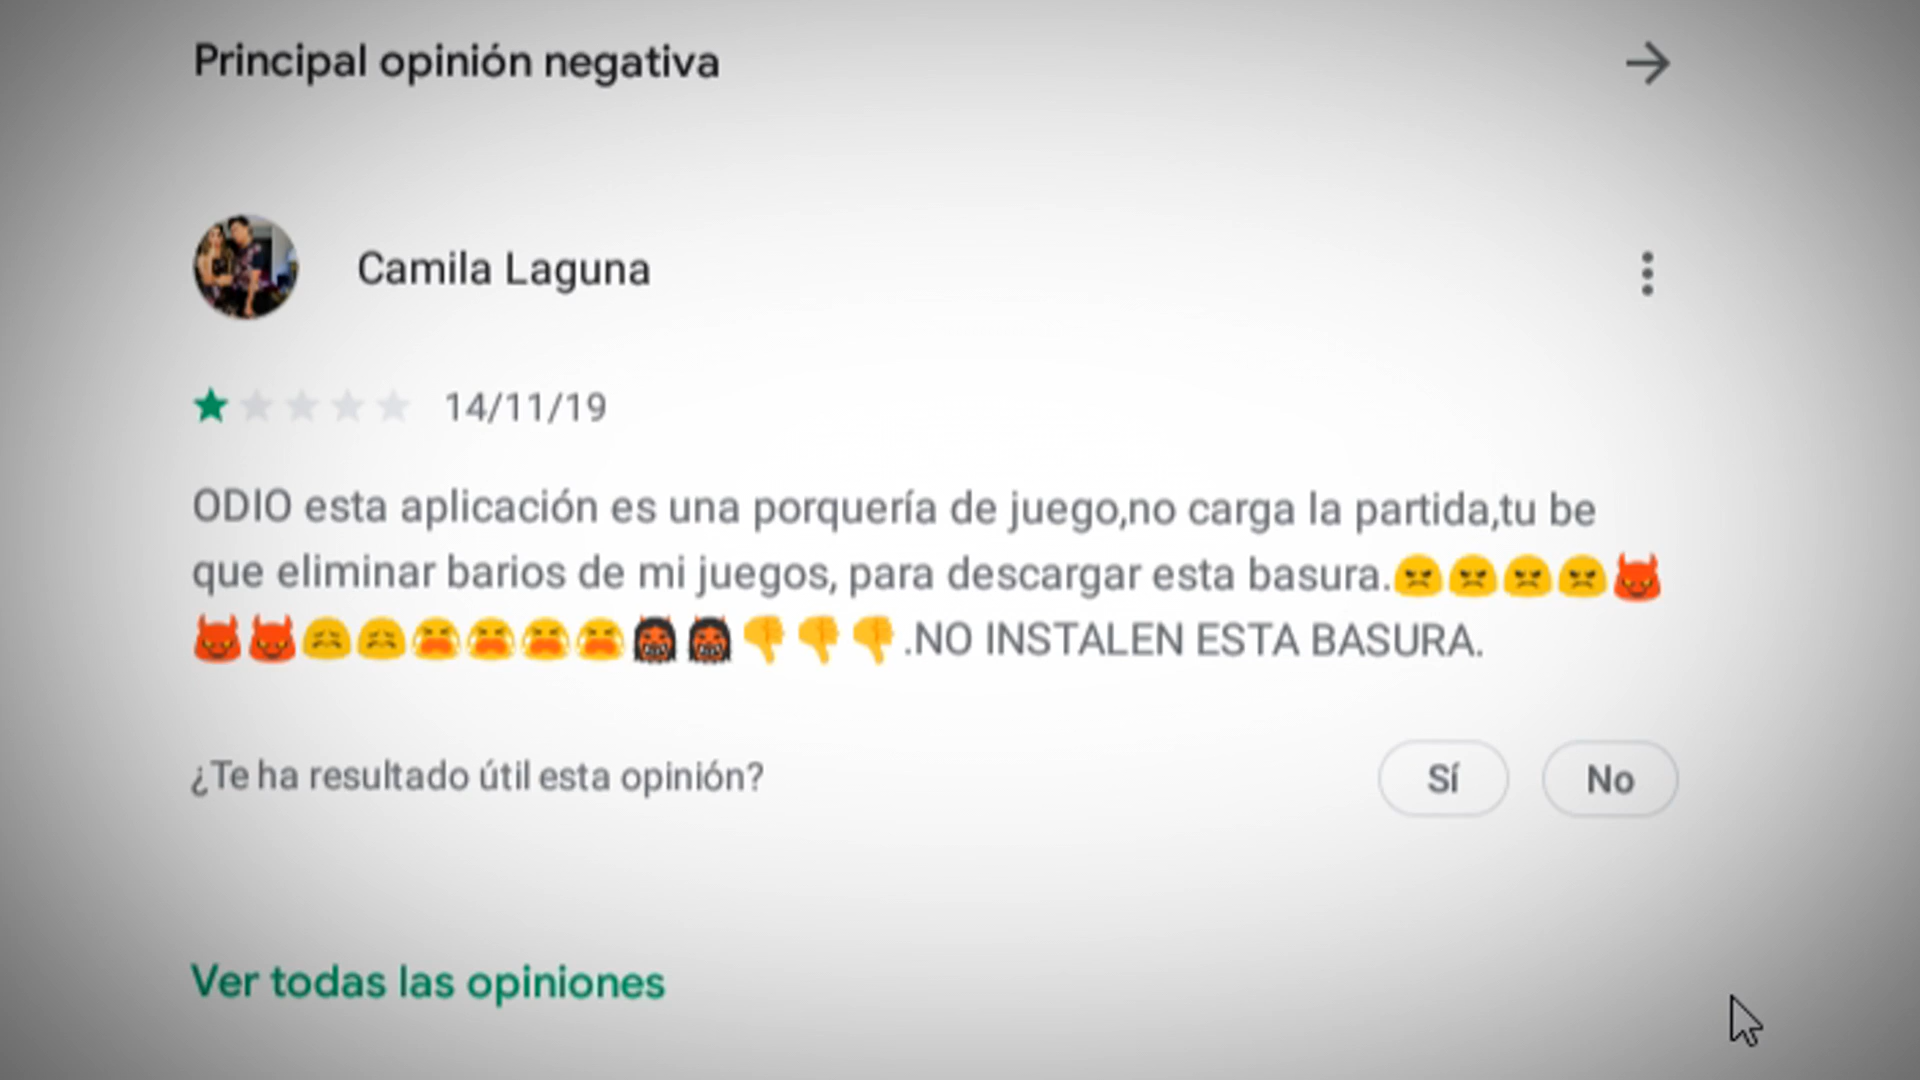 Principal opinión negativa
Camila Laguna
14/11/19
ODIO esta aplicación es una porquería de juego,no carga la partida,tu be
que eliminar barios de mi juegos, para descargar esta basura.😠😠😠😠👿
👿👿😞😞😭😭😭😭👹👹👎👎👎.NO INSTALEN ESTA BASURA.
¿Te ha resultado útil esta opinión?
Sí
No
Ver todas las opiniones